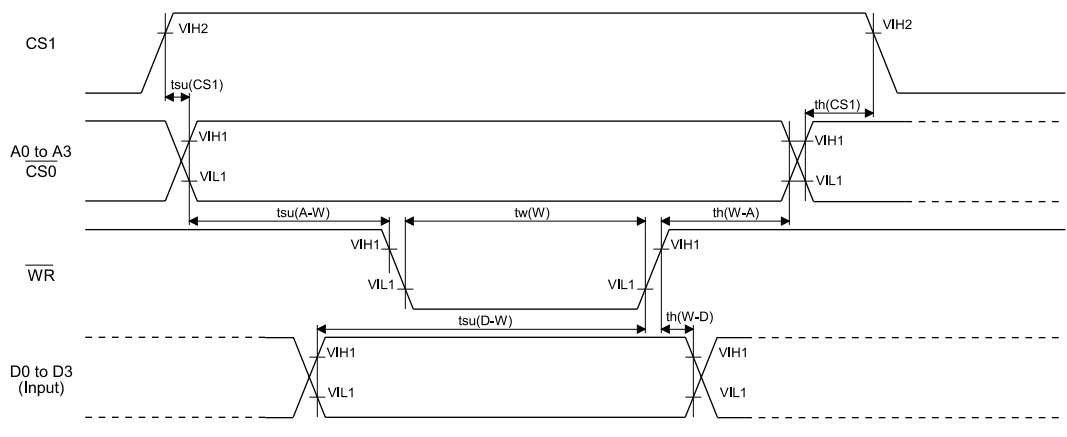 CS1
VIH2
VIH2
tsu(CS1)
th(CS1)
A0 to A3
CS0
VIH1
VIH1
VIL1
VIL1
tsu(A-W)
tw(W)
th(W-A)
WR
VIH1
VIH1
VIL1
VIL1
tsu(D-W)
th(W-D)
D0 to D3
(Input)
VIH1
VIH1
VIL1
VIL1